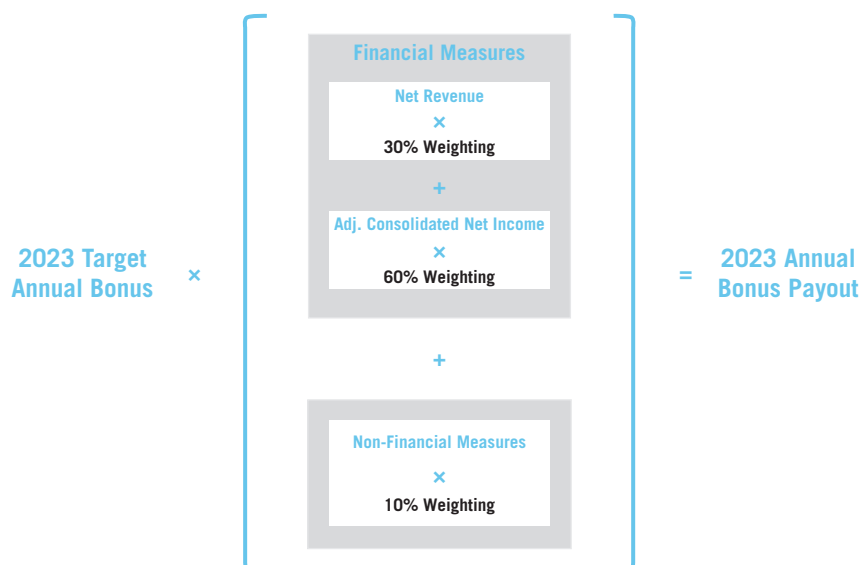 Financial Measures
Net Revenue
×
30% Weighting
+
Adj. Consolidated Net Income
×
60% Weighting
2023 Target
Annual Bonus
×
=
2023 Annual
Bonus Payout
+
Non-Financial Measures
×
10% Weighting